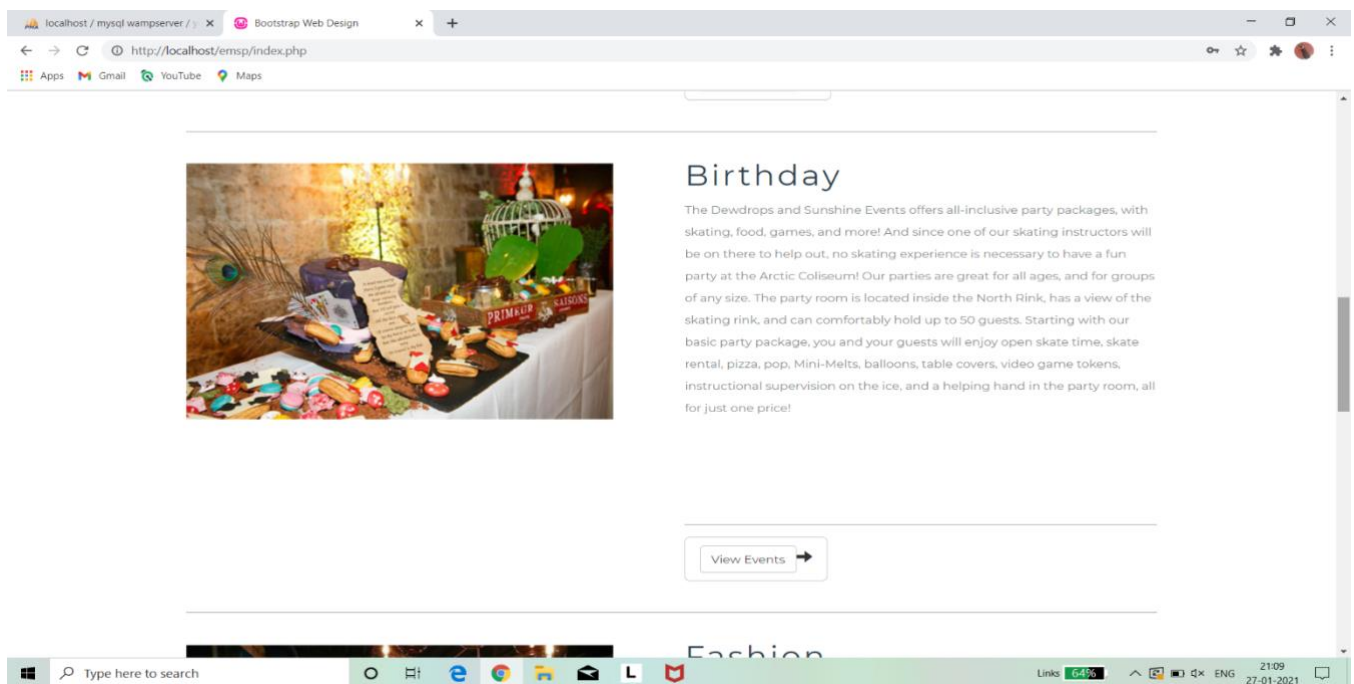 localhost / mysql wampserver / y
Bootstrap Web Design
http://localhost/emsp/index.php
Apps
Gmail
YouTube
Maps
Birthday
The Dewdrops and Sunshine Events offers all-inclusive party packages, with
skating, food, games, and more! And since one of our skating instructors will
be on there to help out, no skating experience is necessary to have a fun
party at the Arctic Coliseum! Our parties are great for all ages, and for groups
of any size. The party room is located inside the North Rink, has a view of the
skating rink, and can comfortably hold up to 50 guests. Starting with our
basic party package, you and your guests will enjoy open skate time, skate
rental, pizza, pop, Mini-Melts, balloons, table covers, video game tokens,
instructional supervision on the ice, and a helping hand in the party room, all
for just one price!
PRIMEUR
SAISONS
View Events
Fashion
Type here to search
L
Links
64%
ENG
21:09
27-01-2021